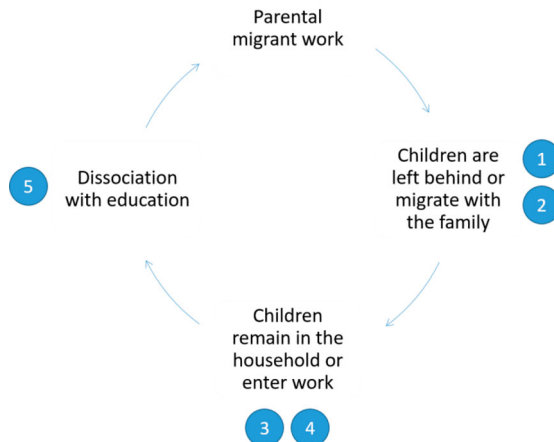 Parental
migrant work
Children are
left behind or
migrate with
the family
1
2
Children
remain in the
household or
enter work
3 4
5
Dissociation
with education